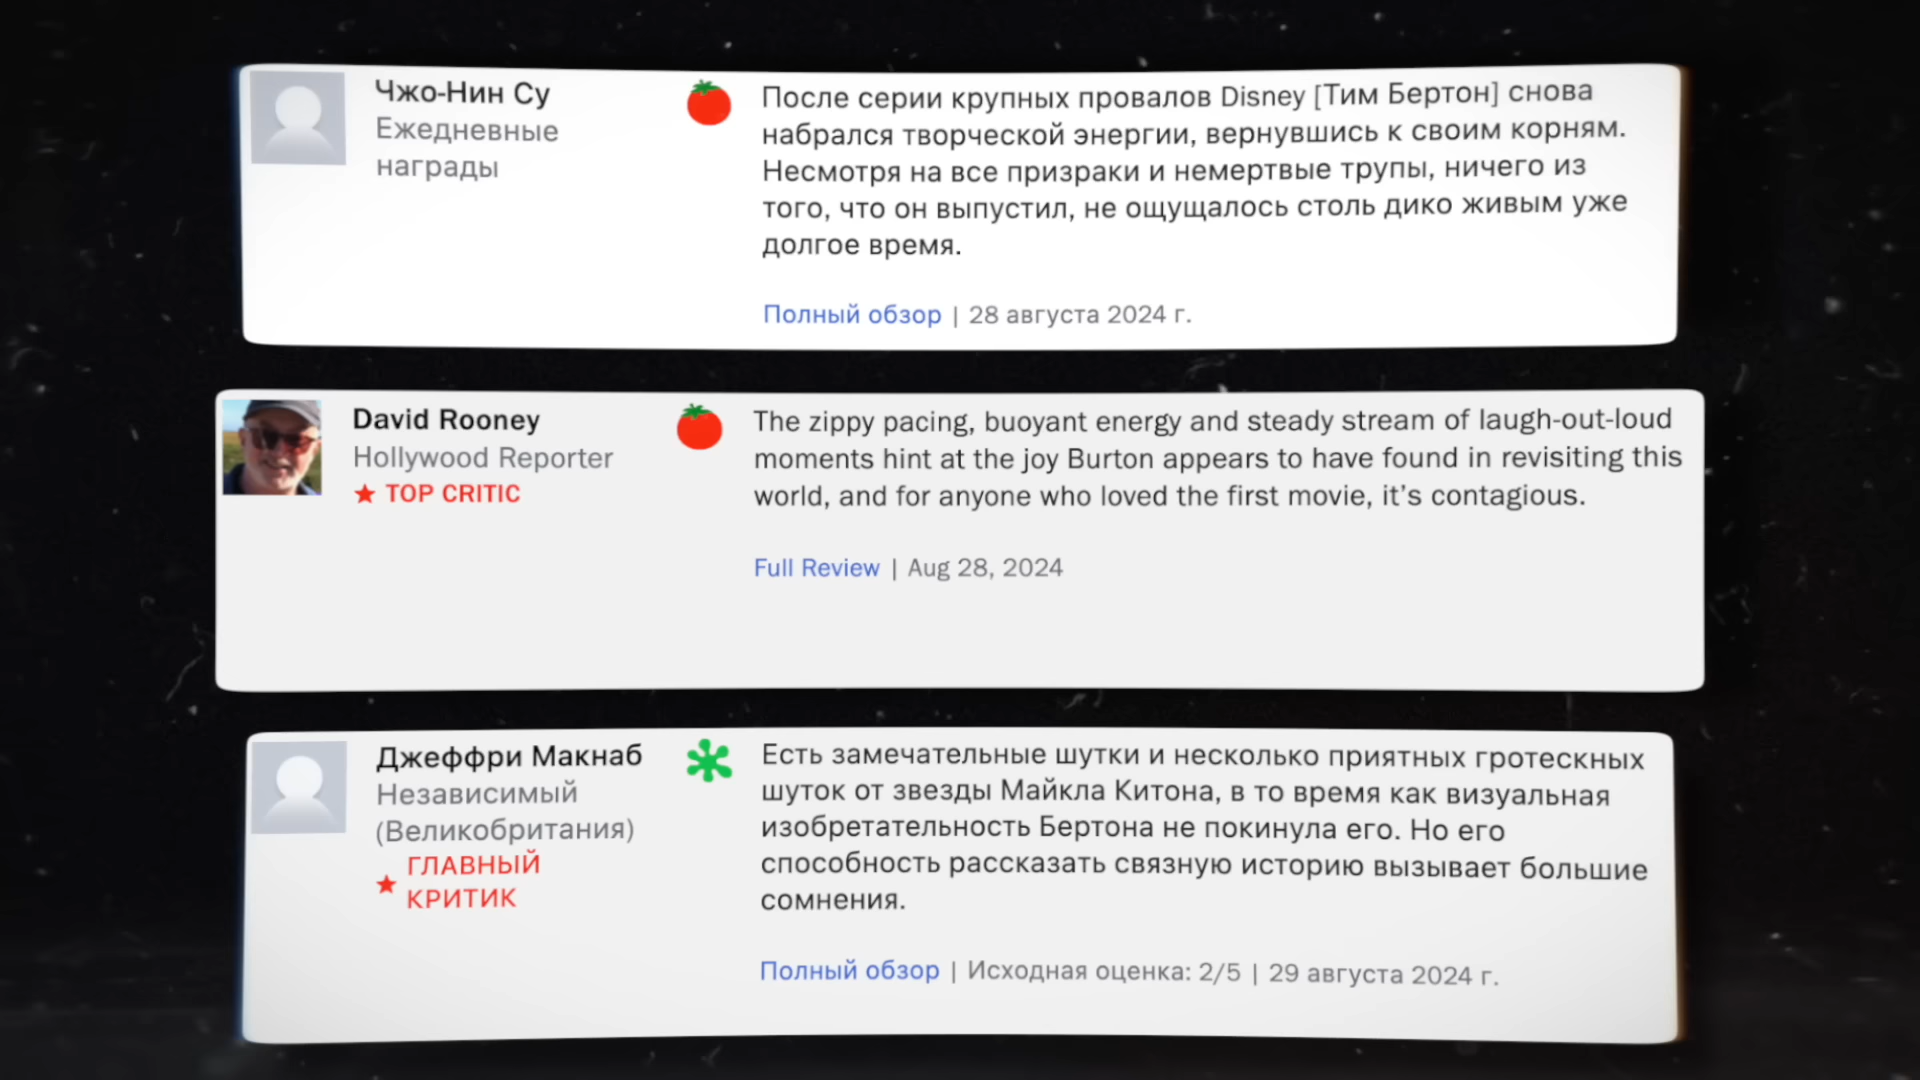 Чжо-Нин Су
Ежедневные
награды
После серии крупных провалов Disney [Тим Бертон] снова
набрался творческой энергии, вернувшись к своим корням.
Несмотря на все призраки и немертвые трупы, ничего из
того, что он выпустил, не ощущалось столь дико живым уже
долгое время.
Полный обзор | 28 августа 2024 г.
David Rooney
Hollywood Reporter
★ TOP CRITIC
The zippy pacing, buoyant energy and steady stream of laugh-out-loud
moments hint at the joy Burton appears to have found in revisiting this
world, and for anyone who loved the first movie, it’s contagious.
Full Review | Aug 28, 2024
Джеффри Макнаб
Независимый
(Великобритания)
★ ГЛАВНЫЙ
КРИТИК
Есть замечательные шутки и несколько приятных гротескных
шуток от звезды Майкла Китона, в то время как визуальная
изобретательность Бертона не покинула его. Но его
способность рассказать связную историю вызывает большие
сомнения.
Полный обзор | Исходная оценка: 2/5 | 29 августа 2024 г.